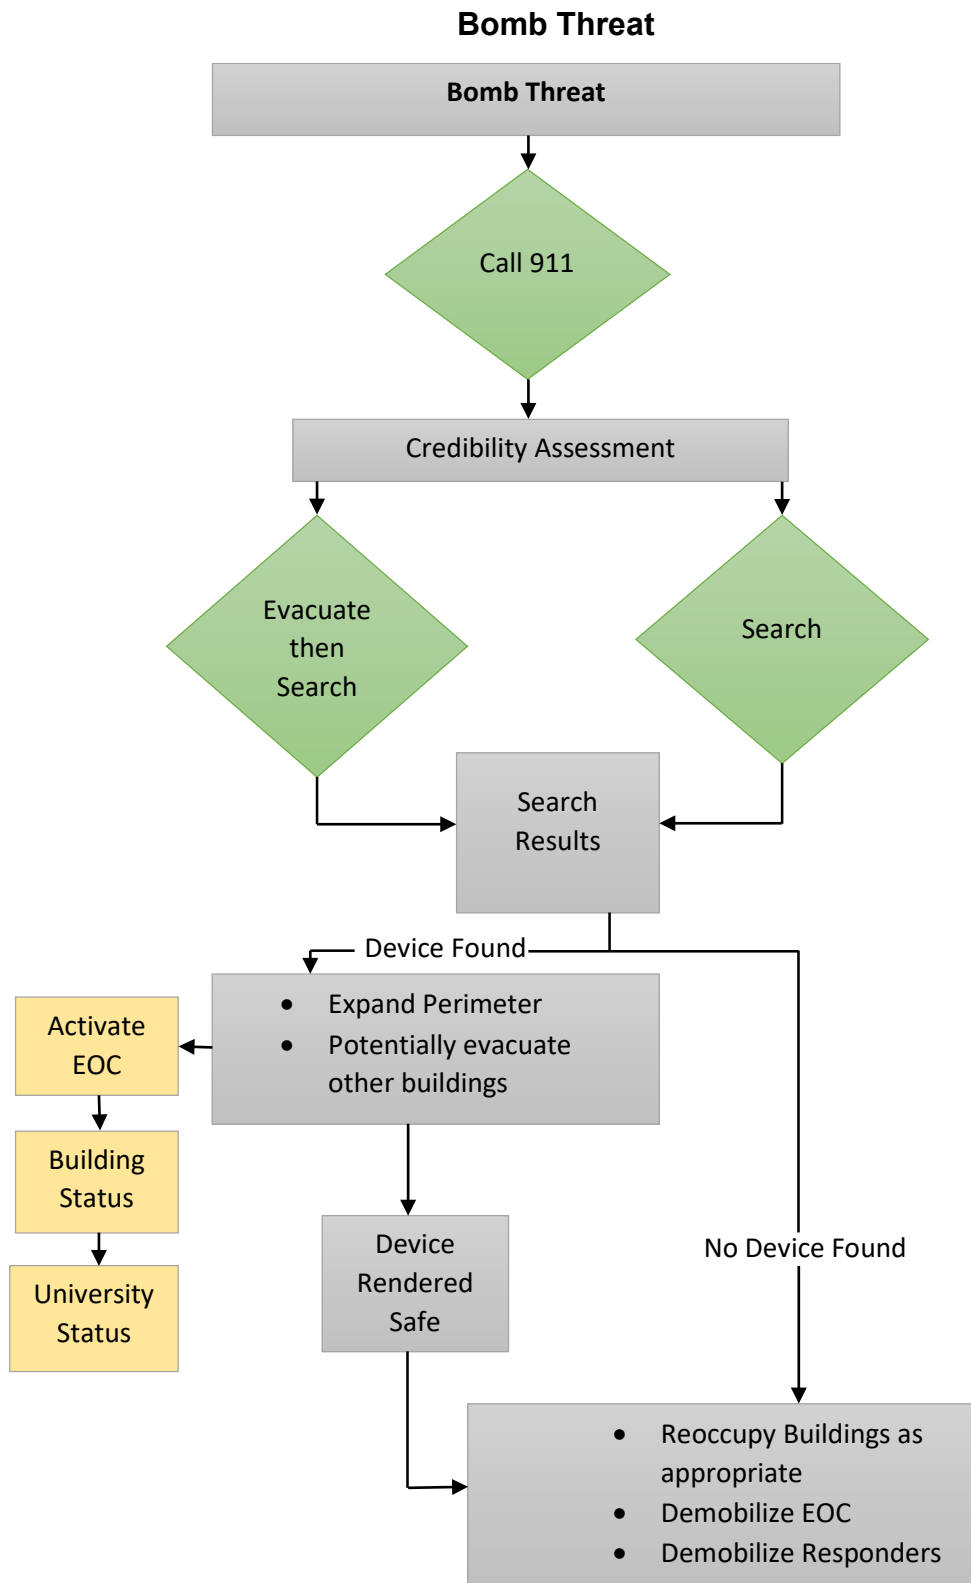 Bomb Threat
Bomb Threat
Call 911
Credibility Assessment
Evacuate
then
Search
Search
Search
Results
Device Found
• Expand Perimeter
• Potentially evacuate
other buildings
Activate
EOC
Building
Status
University
Status
Device
Rendered
Safe
No Device Found
• Reoccupy Buildings as
appropriate
• Demobilize EOC
• Demobilize Responders